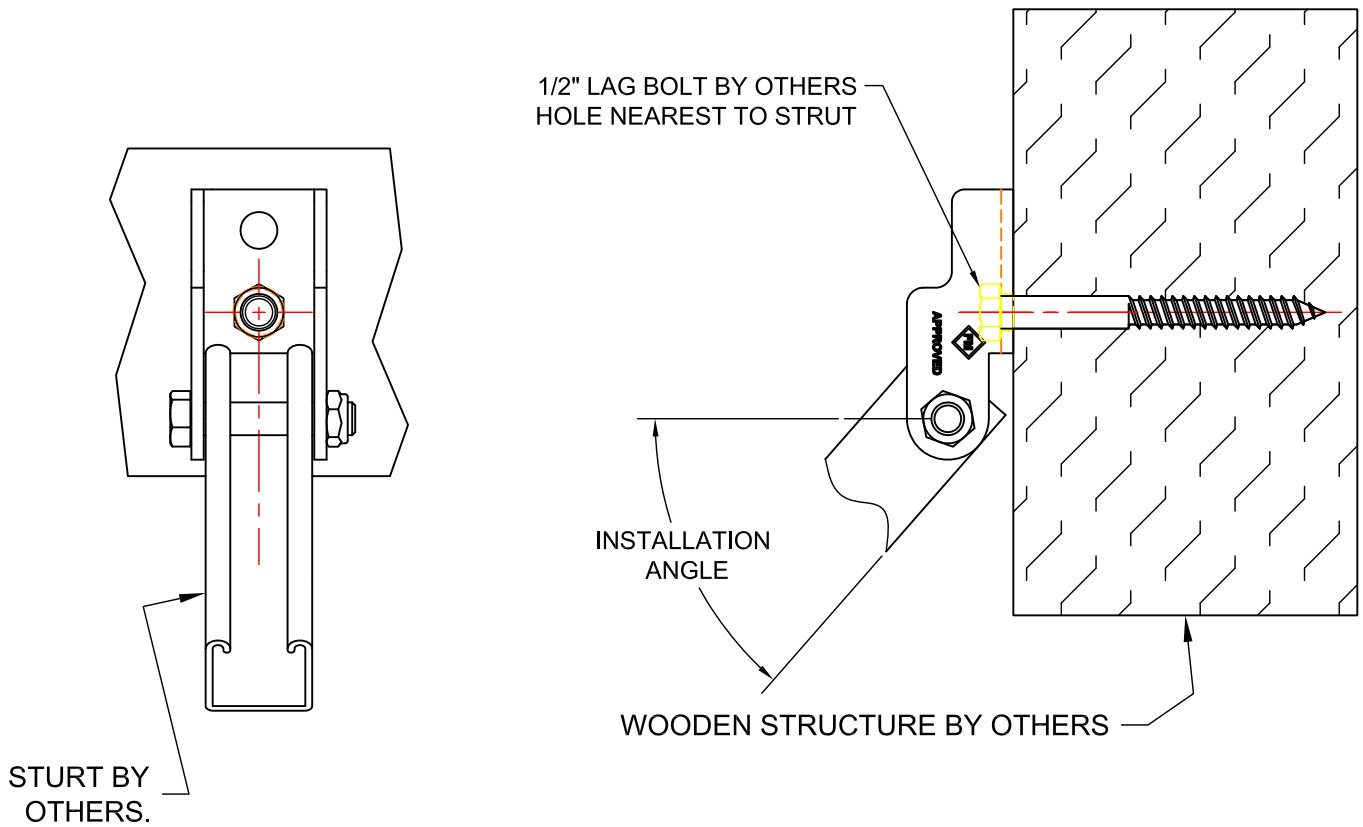 1/2" LAG BOLT BY OTHERS
HOLE NEAREST TO STRUT
APPROVED
FM
INSTALLATION
ANGLE
WOODEN STRUCTURE BY OTHERS
STURT BY
OTHERS.